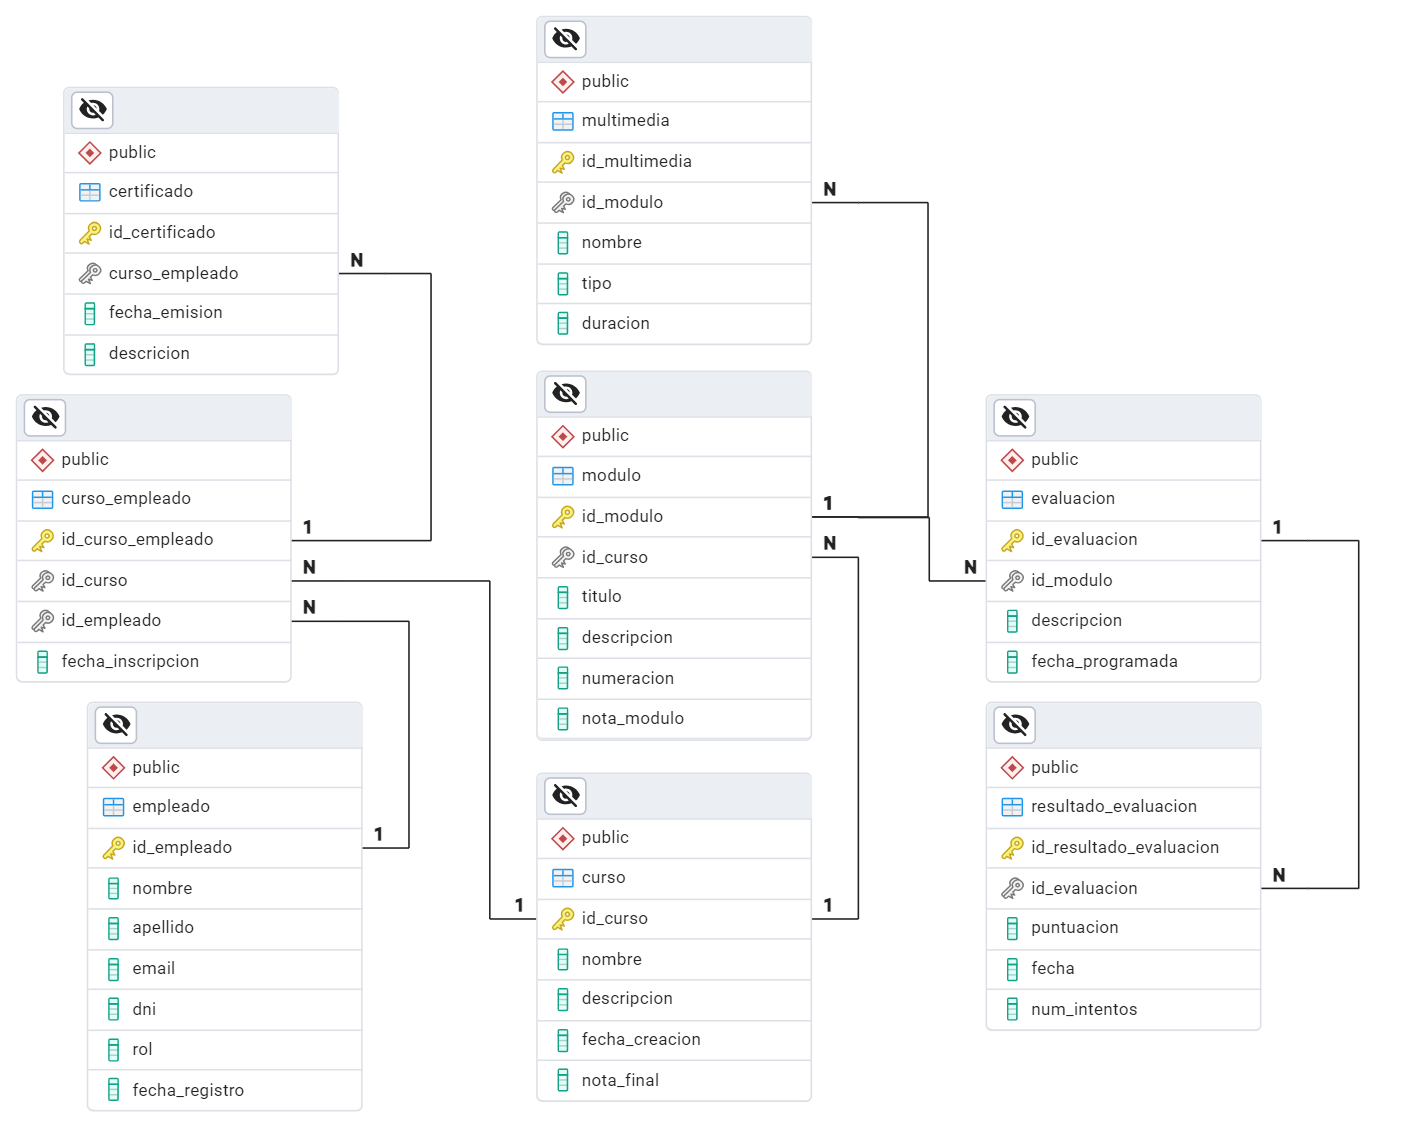 public
certificado
id_certificado
curso_empleado
fecha_emision
descricion
N
public
curso_empleado
id_curso_empleado
id_curso
id_empleado
fecha_inscripcion
1
N
N
public
empleado
id_empleado
nombre
apellido
email
dni
rol
fecha_registro
1
public
multimedia
id_multimedia
id_modulo
nombre
tipo
duracion
N
public
modulo
id_modulo
id_curso
titulo
descripcion
numeracion
nota_modulo
1
N
public
curso
id_curso
nombre
descripcion
fecha_creacion
nota_final
1
1
public
evaluacion
id_evaluacion
id_modulo
descripcion
fecha_programada
N
1
public
resultado_evaluacion
id_resultado_evaluacion
id_evaluacion
puntuacion
fecha
num_intentos
N